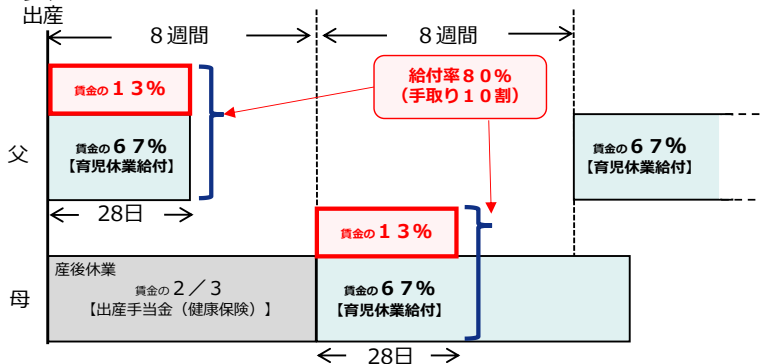 出産
8週間
8週間
賃金の13%
給付率80%
(手取り10割)
父
賃金の67%
【育児休業給付】
賃金の67%
【育児休業給付】
28日
賃金の13%
母
産後休業
賃金の2/3
【出産手当金(健康保険)】
賃金の67%
【育児休業給付】
28日